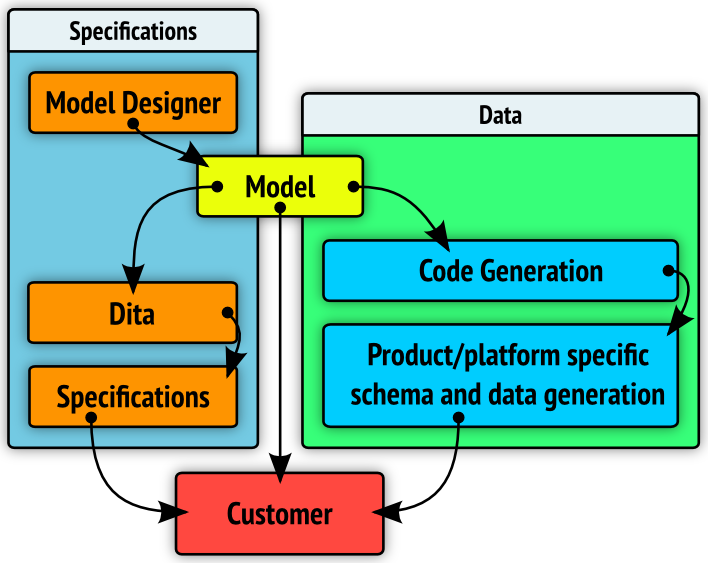 Specifications
Model Designer
Data
Model
Code Generation
Dita
Product/platform specific
schema and data generation
Specifications
Customer